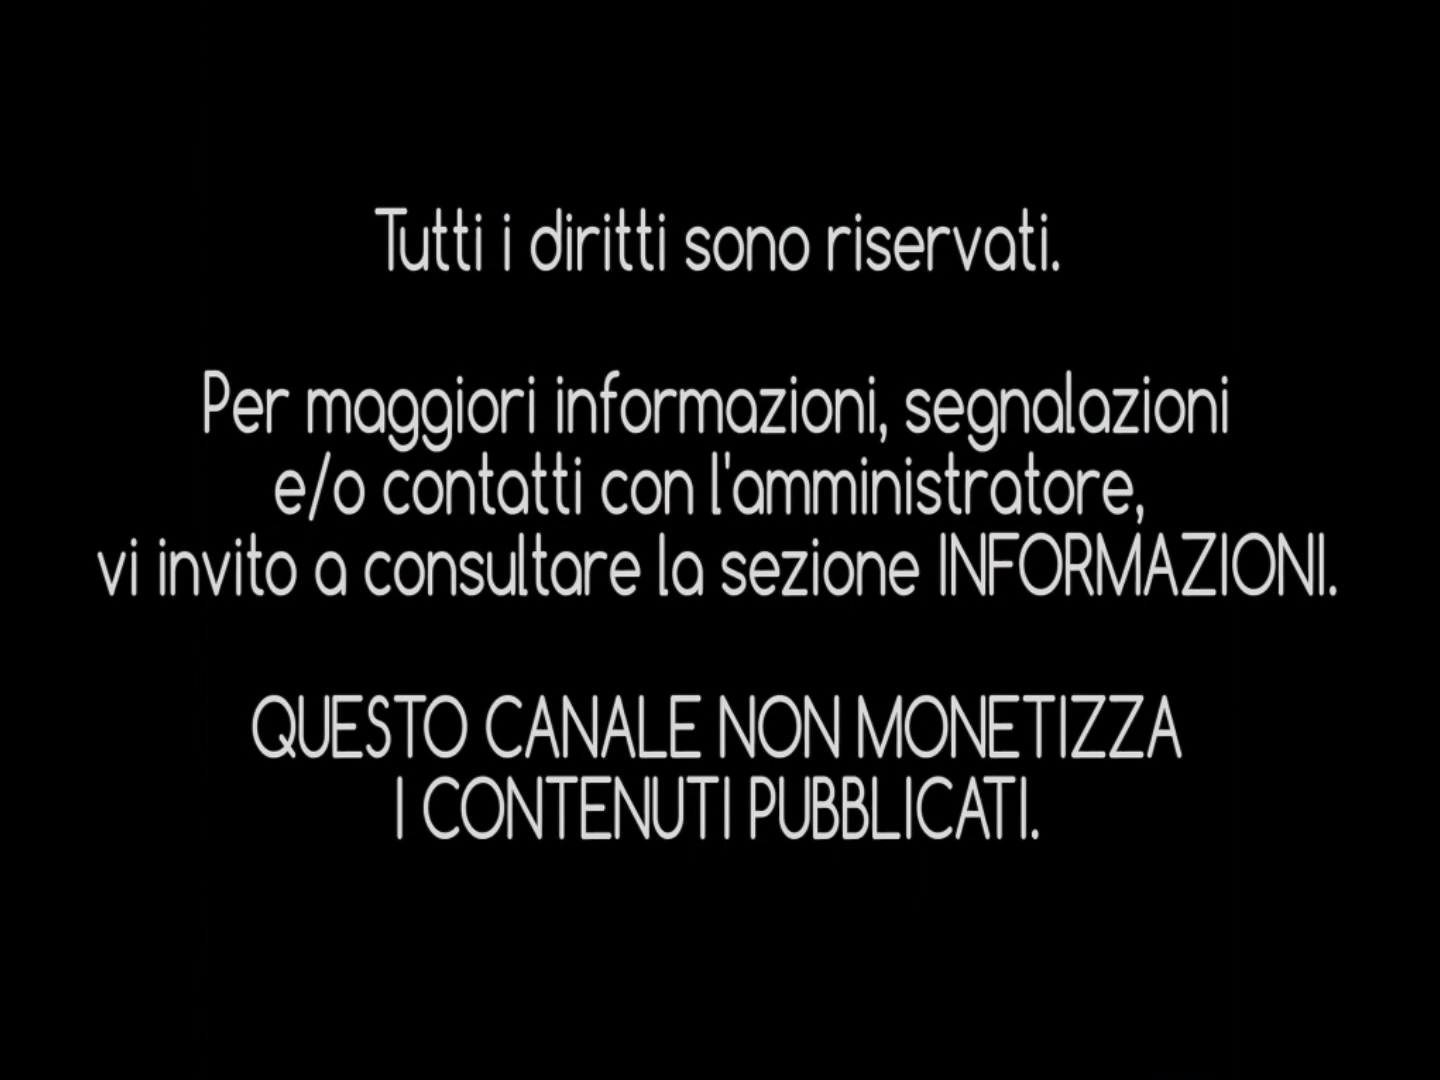 Tutti i diritti sono riservati.
Per maggiori informazioni, segnalazioni
e/o contatti con l'amministratore,
vi invito a consultare la sezione INFORMAZIONI.
QUESTO CANALE NON MONETIZZA
I CONTENUTI PUBBLICATI.